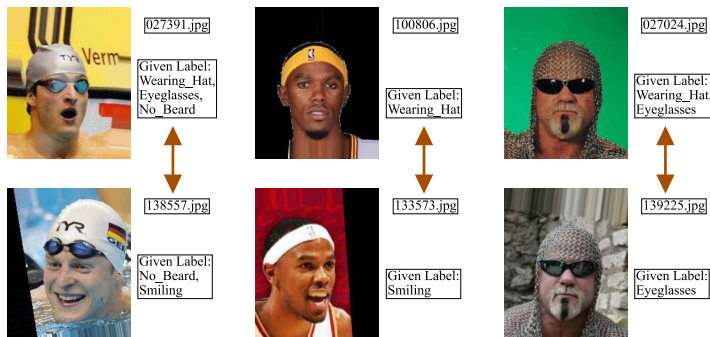 027391.jpg
Given Label:
Wearing_Hat,
Eyeglasses,
No_Beard
Verm
TYR
100806.jpg
Given Label:
Wearing_Hat
027024.jpg
Given Label:
Wearing_Hat,
Eyeglasses
138557.jpg
Given Label:
No_Beard,
Smiling
TYR
GER
133573.jpg
Given Label:
Smiling
139225.jpg
Given Label:
Eyeglasses